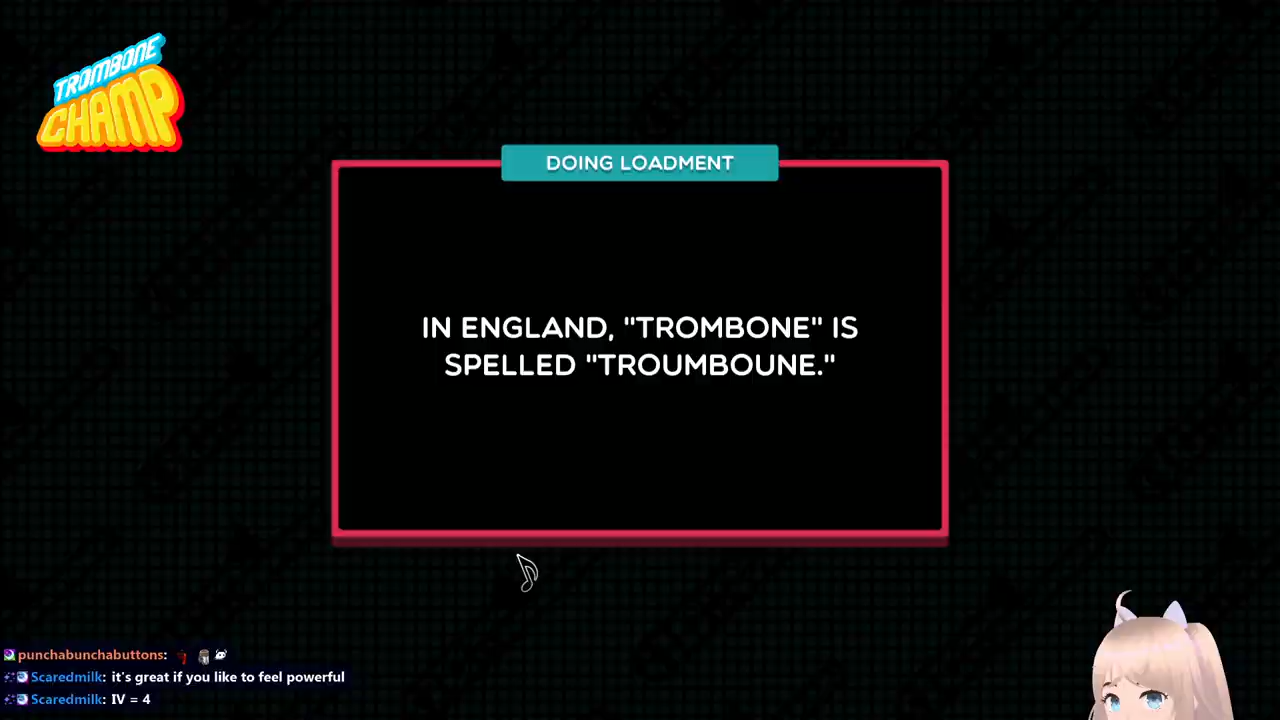 TROMBONE
CHAMP
DOING LOADMENT
IN ENGLAND, "TROMBONE" IS
SPELLED "TROUMBOUNE."
punchabunchabuttons:
Scaredmilk: it's great if you like to feel powerful
Scaredmilk: IV = 4